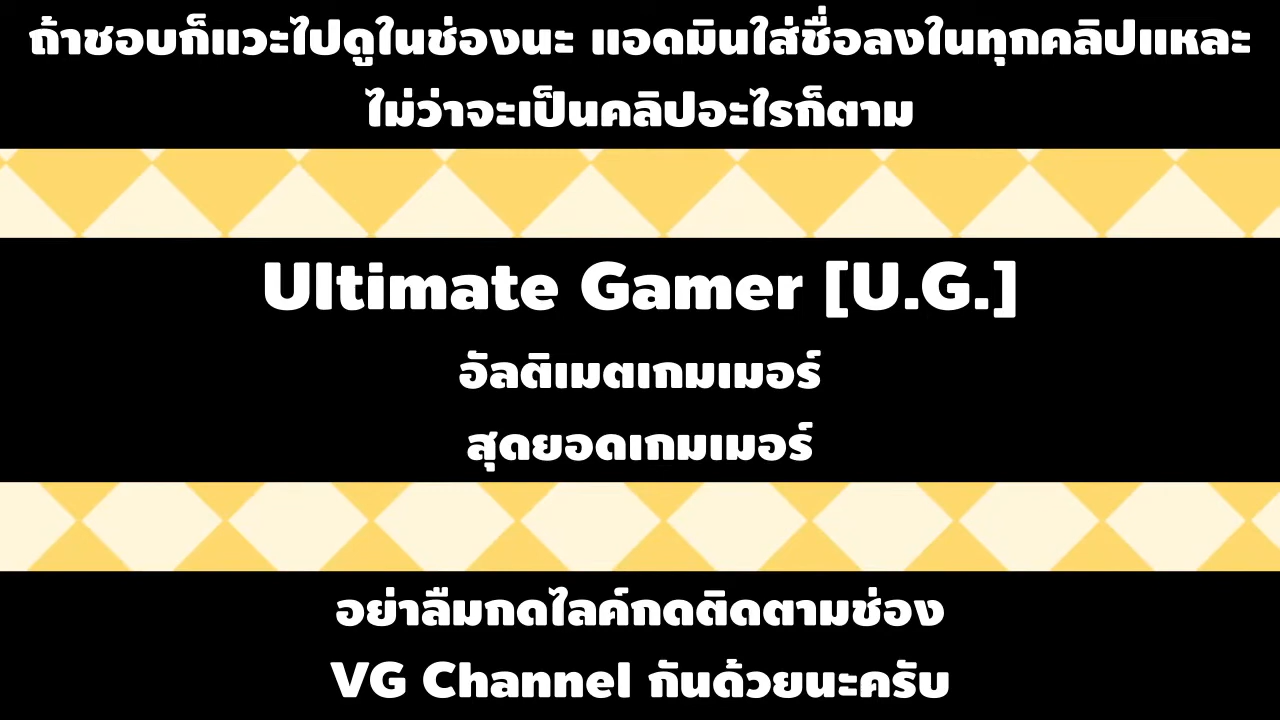 ถ้าชอบก็แวะไปดูในช่องนะ แอดมินใส่ชื่อลงในทุกคลิปแหละ
ไม่ว่าจะเป็นคลิปอะไรก็ตาม
Ultimate Gamer [U.G.]
อัลติเมตเกมเมอร์
สุดยอดเกมเมอร์
อย่าลืมกดไลค์กดติดตามช่อง
VG Channel กันด้วยนะครับ